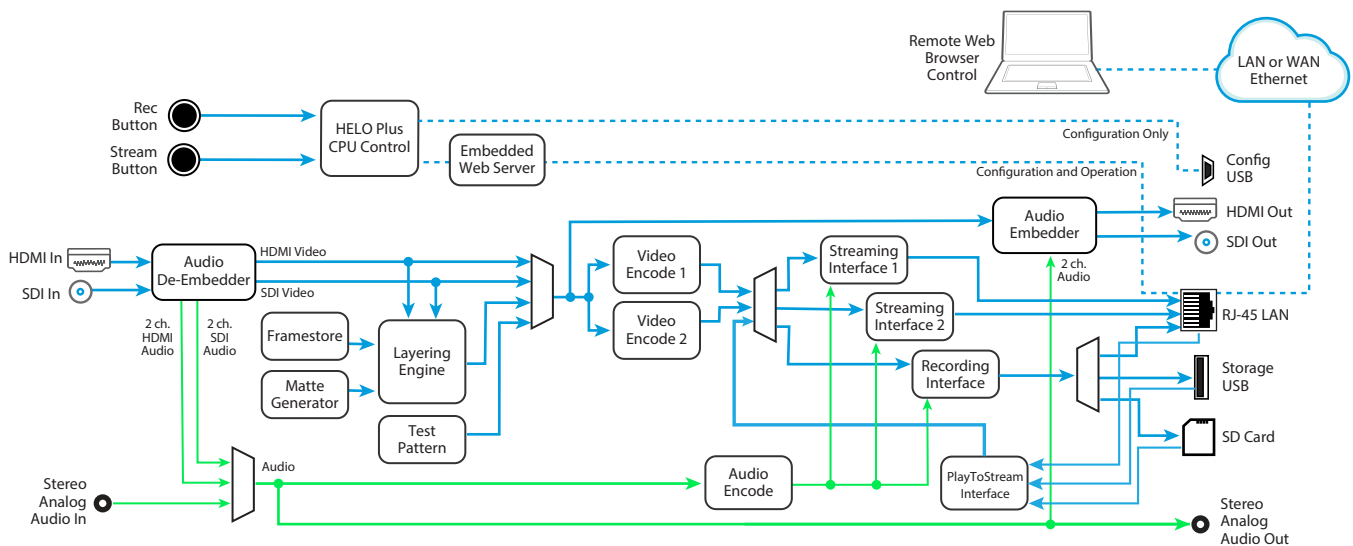 Remote Web
Browser
Control
LAN or WAN
Ethernet
Rec
Button
Stream
Button
HELO Plus
CPU Control
Embedded
Web Server
Configuration Only
Configuration and Operation
Config
USB
HDMI In
SDI In
Audio
De-Embedder
HDMI Video
SDI Video
2 ch.
HDMI
Audio
2 ch.
SDI
Audio
Framestore
Matte
Generator
Layering
Engine
Test
Pattern
Video
Encode 1
Video
Encode 2
Streaming
Interface 1
Streaming
Interface 2
Recording
Interface
Audio
Embedder
2 ch.
Audio
HDMI Out
SDI Out
RJ-45 LAN
Storage
USB
SD Card
Stereo
Analog
Audio In
Audio
Audio
Encode
PlayToStream
Interface
Stereo
Analog
Audio Out